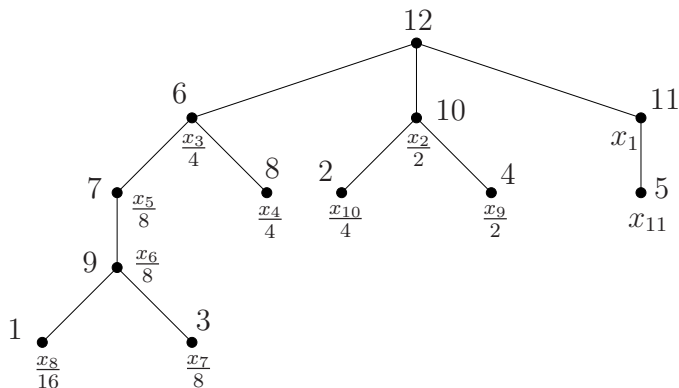 12
6 10 11
x_3/4 x_2/2 x_1
7 8 2 4 5
x_5/8 x_4/4 x_10/4 x_9/2 x_11
9 x_6/8
1 3
x_8/16 x_7/8